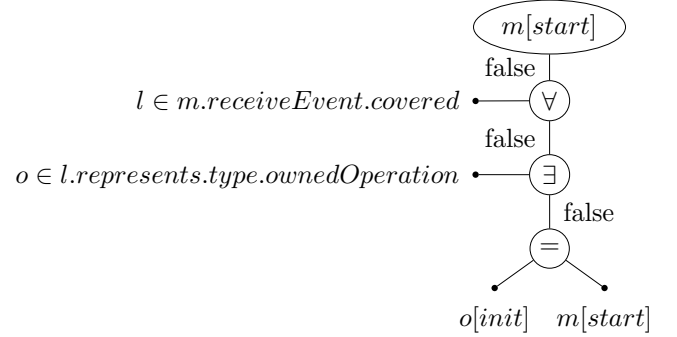 m[start]
false
l ∈ m.receiveEvent.covered
∀
false
o ∈ l.represents.type.ownedOperation
∃
false
=
o[init] m[start]